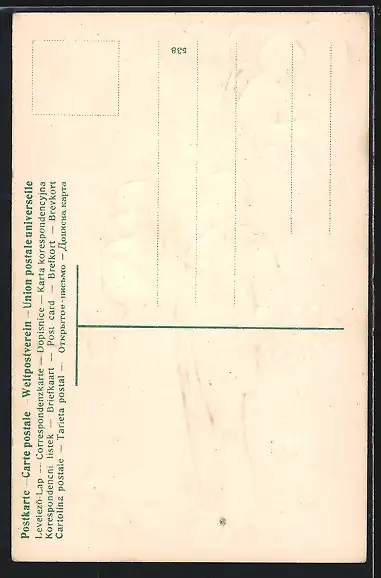 Postkarte – Carte postale – Weltpostverein – Union postale universelle
Levelező-Lap — Correspondenzkarte — Dopisnice — Karta korespondencyjna
Korespondenční lístek — Briefkaart — Post card — Brefkort — Brevkort
Cartolina postale — Tarjeta postal — Открытое письмо — Дописна карта
538